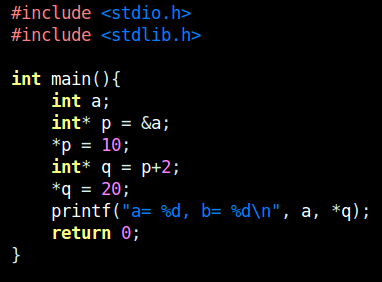 #include <stdio.h>
#include <stdlib.h>

int main(){
    int a;
    int* p = &a;
    *p = 10;
    int* q = p+2;
    *q = 20;
    printf("a= %d, b= %d\n", a, *q);
    return 0;
}